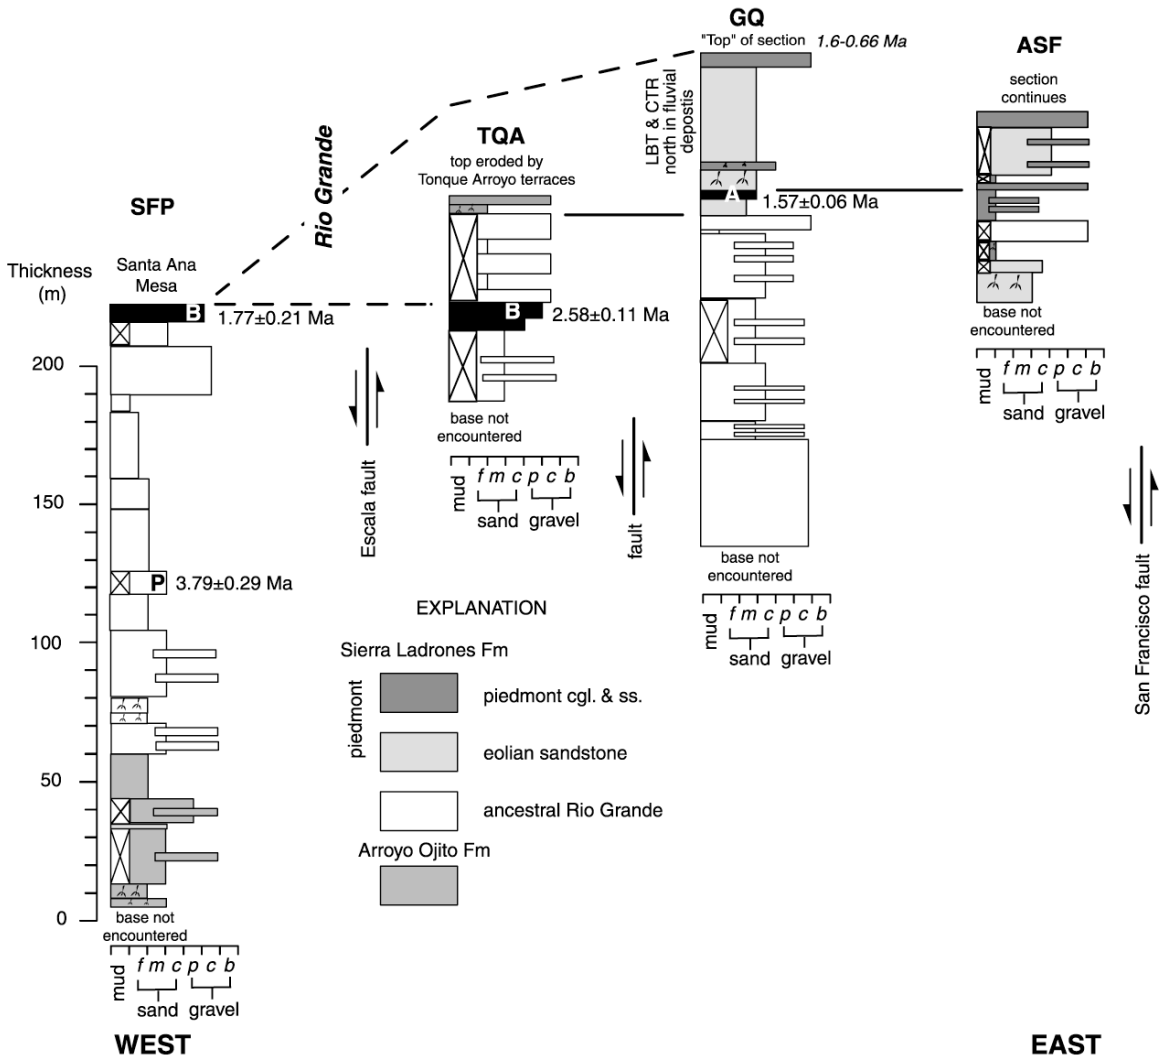 GQ
"Top" of section 1.6-0.66 Ma
ASF
section
continues
LBT & CTR
north in fluvial
depostis
TQA
top eroded by
Tonque Arroyo terraces
Rio Grande
SFP
A
1.57±0.06 Ma
Thickness
(m)
Santa Ana
Mesa
B
1.77±0.21 Ma
B
2.58±0.11 Ma
base not
encountered
mud
f m c p c b
sand gravel
200
150
100
50
0
Escala fault
base not
encountered
mud
f m c p c b
sand gravel
fault
San Francisco fault
base not
encountered
mud
f m c p c b
sand gravel
P
3.79±0.29 Ma
EXPLANATION
Sierra Ladrones Fm
piedmont
piedmont cgl. & ss.
eolian sandstone
ancestral Rio Grande
Arroyo Ojito Fm
base not
encountered
mud
f m c p c b
sand gravel
WEST
EAST